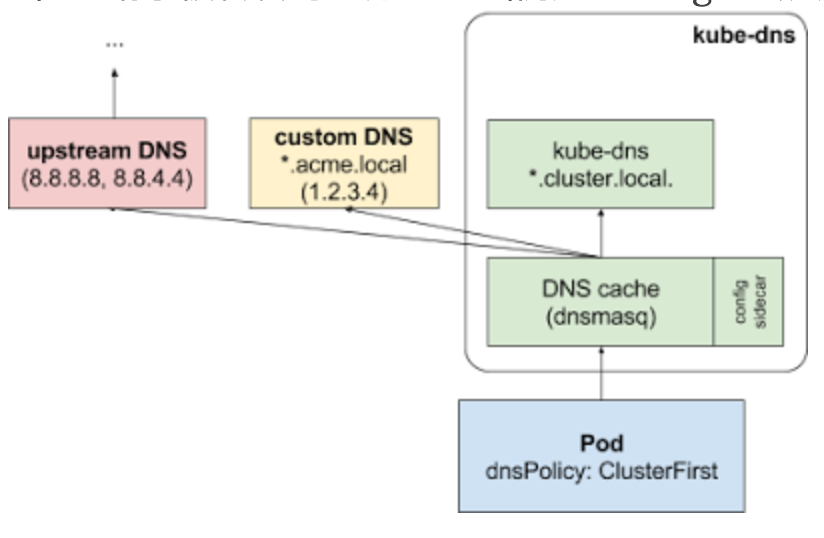 ...
kube-dns
upstream DNS
(8.8.8.8, 8.8.4.4)
custom DNS
*.acme.local
(1.2.3.4)
kube-dns
*.cluster.local.
DNS cache
(dnsmasq)
config
sidecar
Pod
dnsPolicy: ClusterFirst